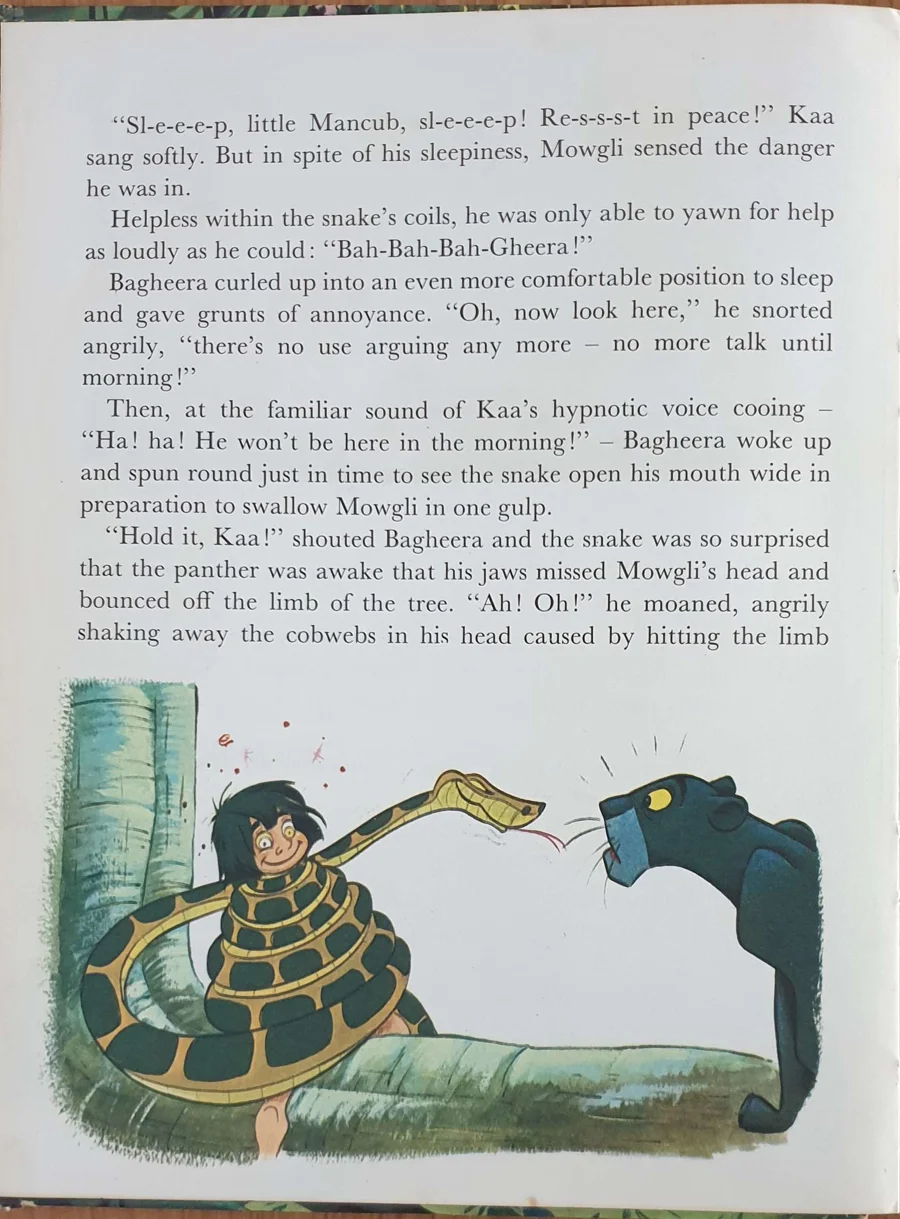 “Sl-e-e-e-p, little Mancub, sl-e-e-e-p! Re-s-s-s-t in peace!” Kaa
sang softly. But in spite of his sleepiness, Mowgli sensed the danger
he was in.
Helpless within the snake’s coils, he was only able to yawn for help
as loudly as he could: “Bah-Bah-Bah-Gheera!”
Bagheera curled up into an even more comfortable position to sleep
and gave grunts of annoyance. “Oh, now look here,” he snorted
angrily, “there’s no use arguing any more – no more talk until
morning!”
Then, at the familiar sound of Kaa’s hypnotic voice cooing –
“Ha! ha! He won’t be here in the morning!” – Bagheera woke up
and spun round just in time to see the snake open his mouth wide in
preparation to swallow Mowgli in one gulp.
“Hold it, Kaa!” shouted Bagheera and the snake was so surprised
that the panther was awake that his jaws missed Mowgli’s head and
bounced off the limb of the tree. “Ah! Oh!” he moaned, angrily
shaking away the cobwebs in his head caused by hitting the limb